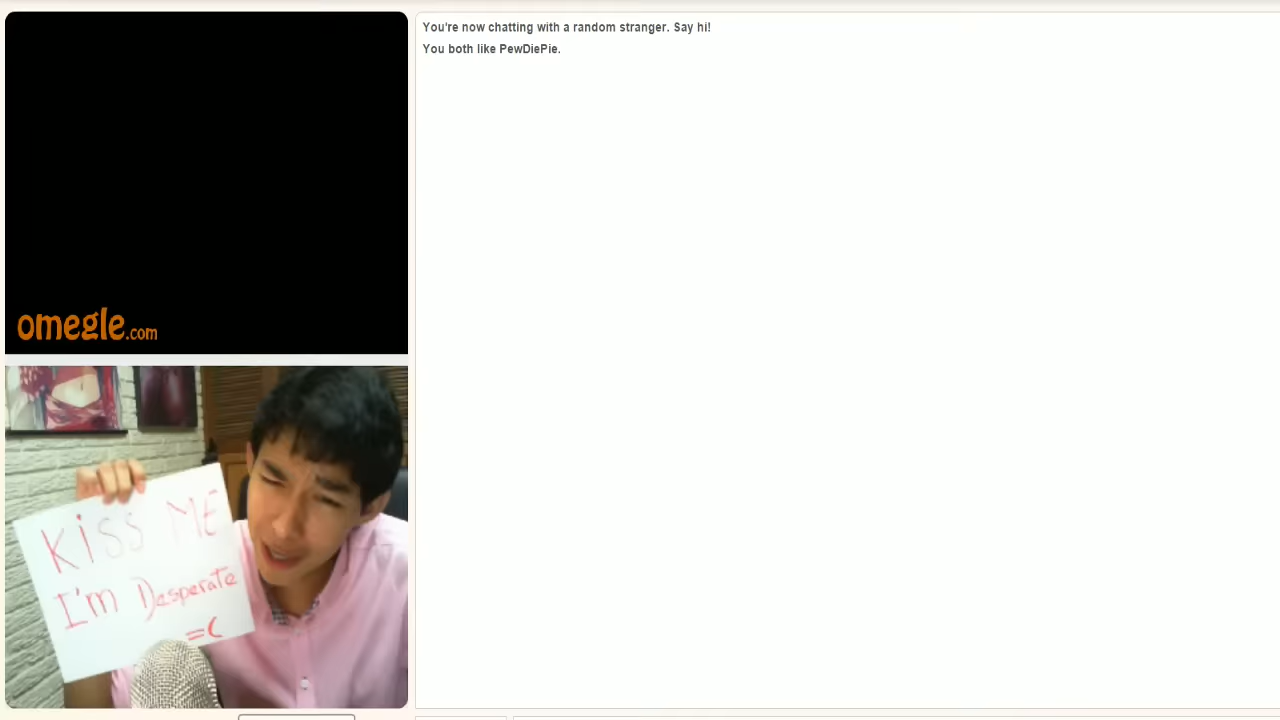 You're now chatting with a random stranger. Say hi!
You both like PewDiePie.
omegle.com
KiSS ME
I'm Desperate
=(